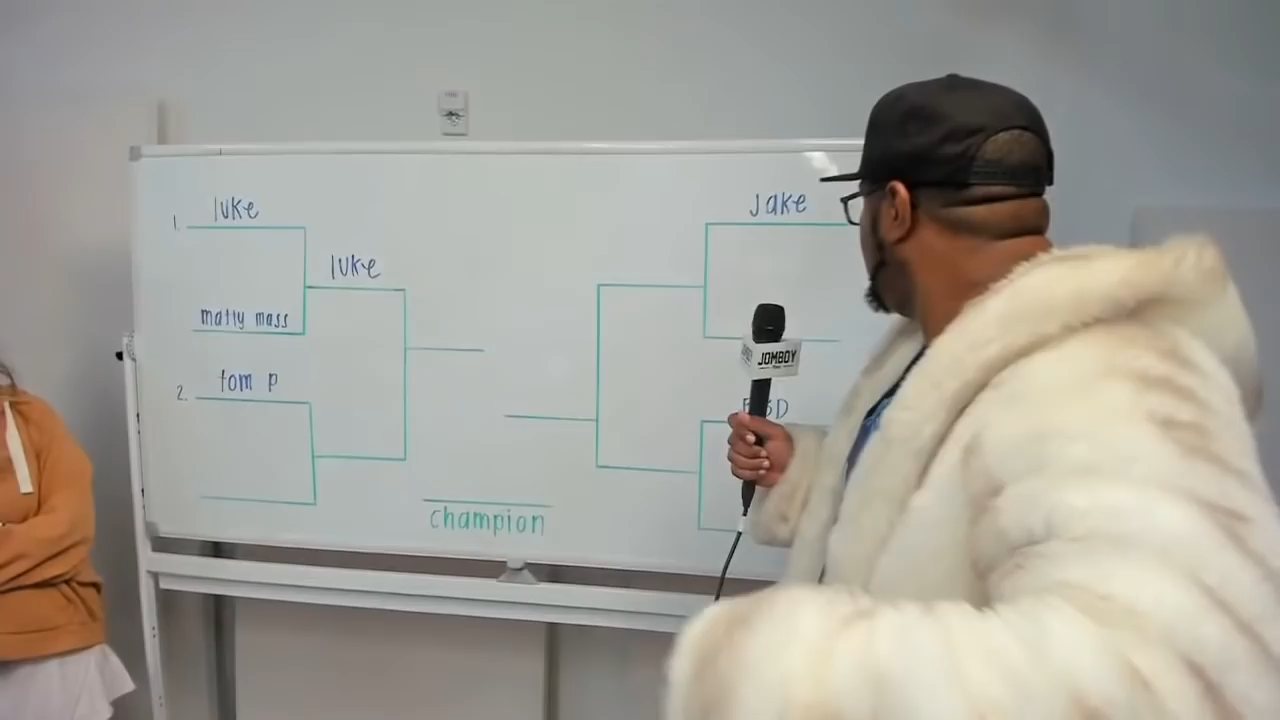 1. luke
luke
matty mass
2. tom p
champion
Jake
JOMBOY